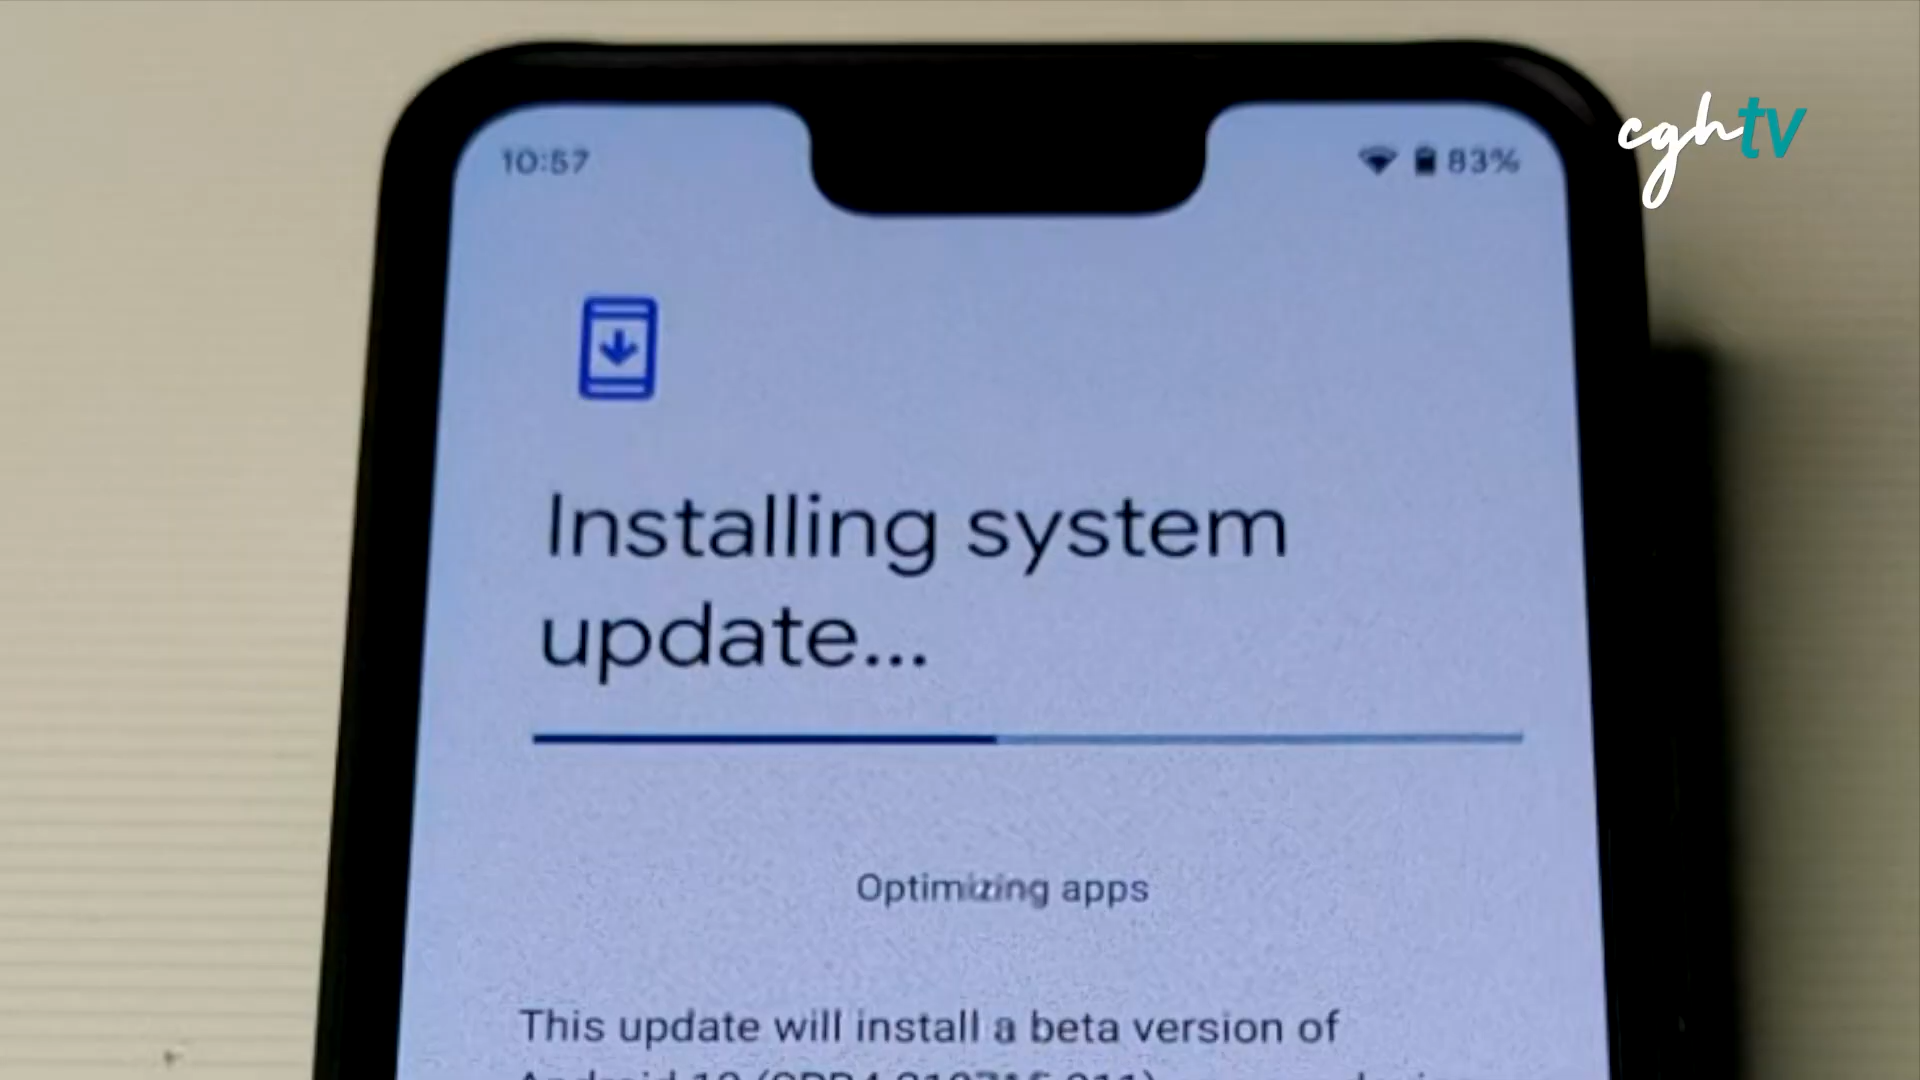 cghtv
10:57
83%
Installing system
update...
Optimizing apps
This update will install a beta version of